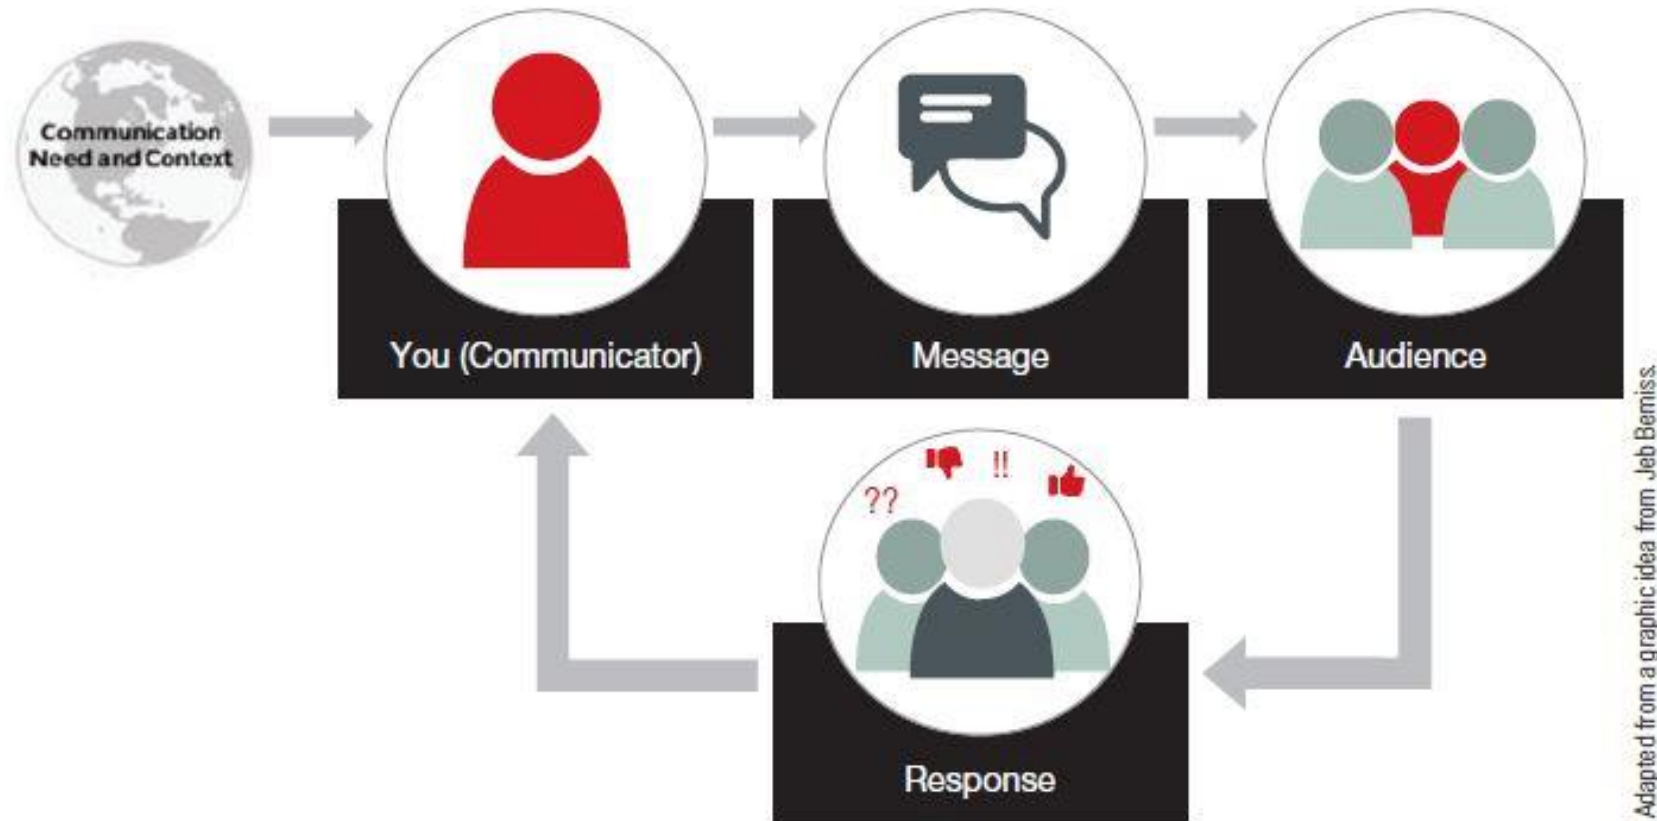 Communication
Need and Context
You (Communicator)
Message
Audience
??
!!
Response
Adapted from a graphic idea from Jeb Bemiss.